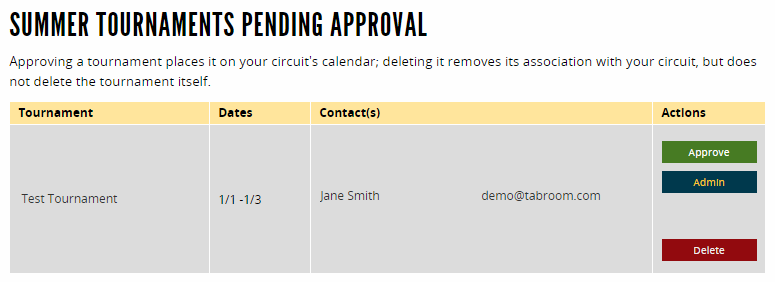 SUMMER TOURNAMENTS PENDING APPROVAL
Approving a tournament places it on your circuit's calendar; deleting it removes its association with your circuit, but does
not delete the tournament itself.
Tournament Dates Contact(s) Actions
Approve
Admin
Test Tournament 1/1 -1/3 Jane Smith demo@tabroom.com
Delete